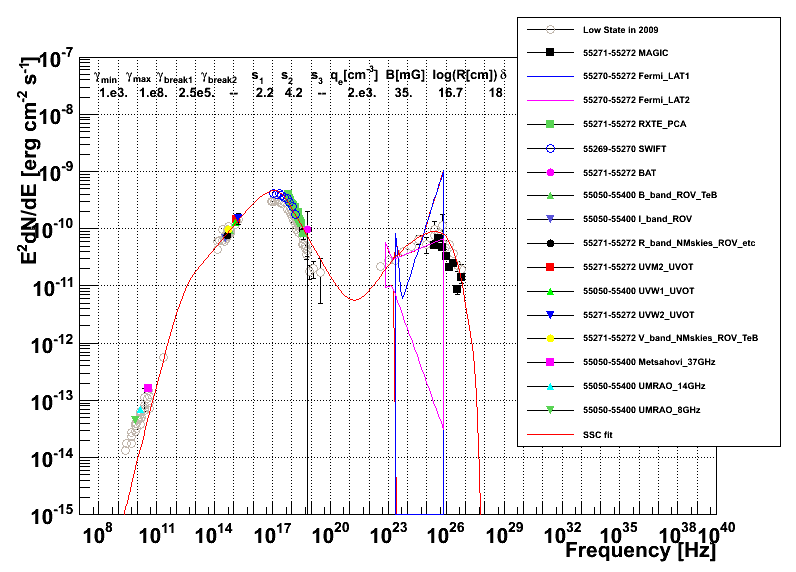 E²dN/dE [erg cm⁻² s⁻¹]
10⁻⁷
10⁻⁸
10⁻⁹
10⁻¹⁰
10⁻¹¹
10⁻¹²
10⁻¹³
10⁻¹⁴
10⁻¹⁵
γmin γmax γbreak1 γbreak2 s₁ s₂ s₃ qₑ[cm⁻³] B[mG] log(R[cm]) δ
1.e3. 1.e8. 2.5e5. -- 2.2 4.2 -- 2.e3. 35. 16.7 18
Low State in 2009
55271-55272 MAGIC
55270-55272 Fermi_LAT1
55270-55272 Fermi_LAT2
55271-55272 RXTE_PCA
55269-55270 SWIFT
55271-55272 BAT
55050-55400 B_band_ROV_TeB
55050-55400 I_band_ROV
55271-55272 R_band_NMskies_ROV_etc
55271-55272 UVM2_UVOT
55050-55400 UVW1_UVOT
55271-55272 UVW2_UVOT
55271-55272 V_band_NMskies_ROV_TeB
55050-55400 Metsahovi_37GHz
55050-55400 UMRAO_14GHz
55050-55400 UMRAO_8GHz
SSC fit
10⁸ 10¹¹ 10¹⁴ 10¹⁷ 10²⁰ 10²³ 10²⁶ 10²⁹ 10³² 10³⁵ 10³⁸ 10⁴⁰
Frequency [Hz]